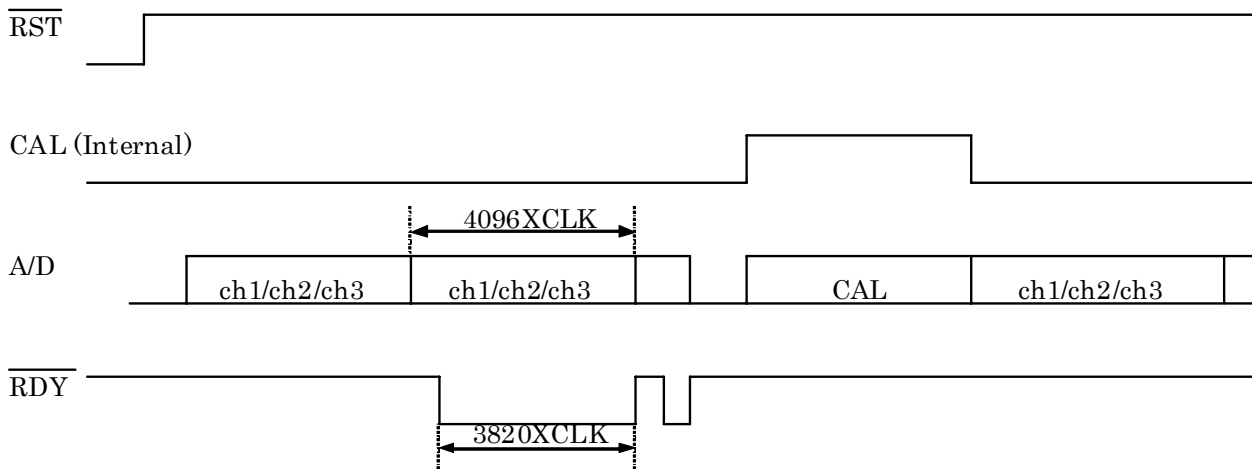 RST
CAL (Internal)
4096XCLK
A/D
ch1/ch2/ch3
ch1/ch2/ch3
CAL
ch1/ch2/ch3
RDY
3820XCLK